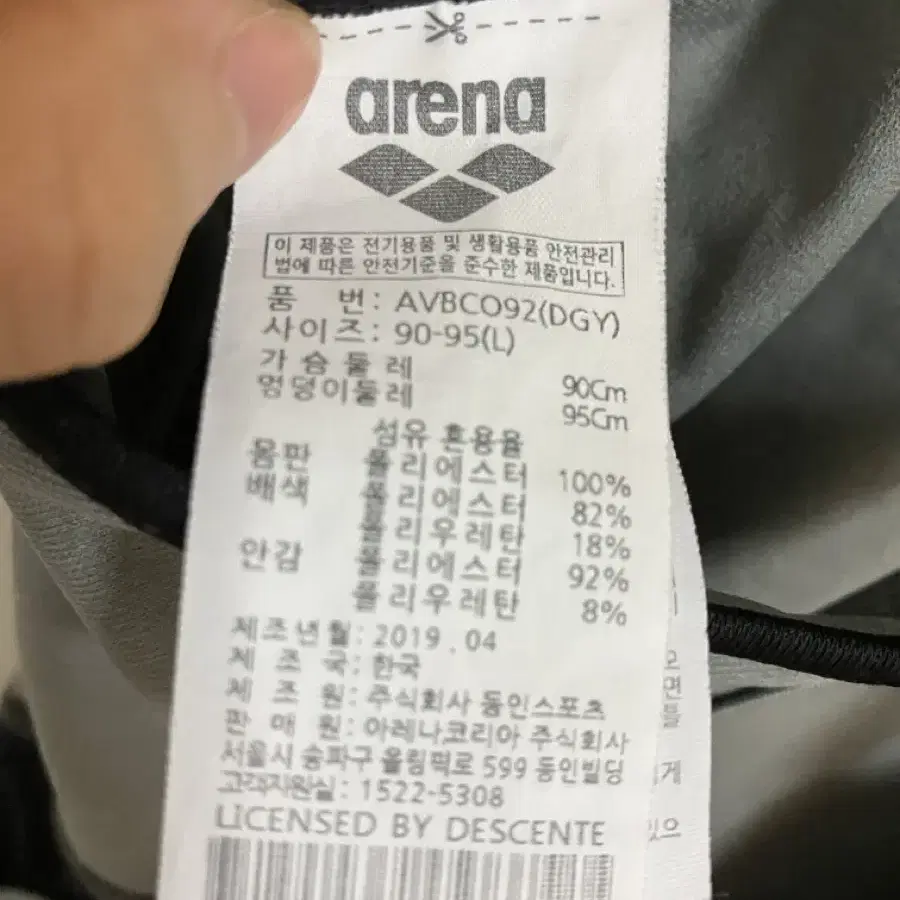 arena
이 제품은 전기용품 및 생활용품 안전관리
법에 따른 안전기준을 준수한 제품입니다.
품 번: AVBCO92(DGY)
사이즈: 90-95(L)
가슴둘레 90Cm
엉덩이둘레 95Cm
섬유 혼용율
몸판 폴리에스터 100%
배색 폴리에스터 82%
폴리우레탄 18%
안감 폴리에스터 92%
폴리우레탄 8%
제조년월: 2019.04
제 조 국: 한국
제 조 원: 주식회사 동인스포츠
판 매 원: 아레나코리아 주식회사
서울시 송파구 올림픽로 599 동인빌딩
고객지원실: 1522-5308
LICENSED BY DESCENTE